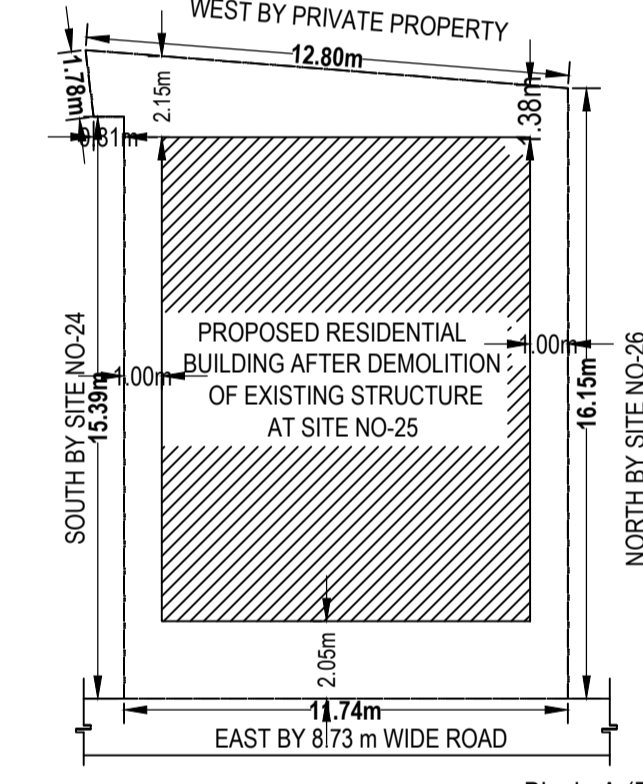 WEST BY PRIVATE PROPERTY
12.80m
1.78m
2.15m
1.38m
0.81m
PROPOSED RESIDENTIAL
BUILDING AFTER DEMOLITION
OF EXISTING STRUCTURE
AT SITE NO-25
1.00m
1.00m
SOUTH BY SITE NO-24
15.39m
16.15m
NORTH BY SITE NO-26
2.05m
11.74m
EAST BY 8.73 m WIDE ROAD